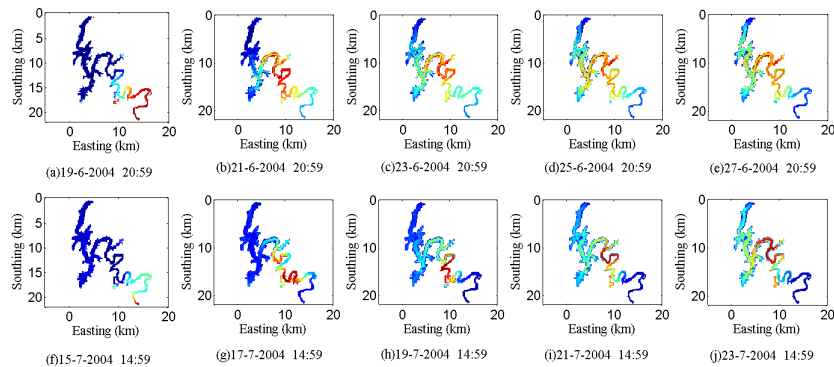 0
5
10
15
20
Southing (km)
0 10 20
Easting (km)
(a)19-6-2004 20:59
0
10
20
Southing (km)
0 10 20
Easting (km)
(b)21-6-2004 20:59
0
10
20
Southing (km)
0 10 20
Easting (km)
(c)23-6-2004 20:59
0
10
20
Southing (km)
0 10 20
Easting (km)
(d)25-6-2004 20:59
0
10
20
Southing (km)
0 10 20
Easting (km)
(e)27-6-2004 20:59
0
5
10
15
20
Southing (km)
0 10 20
Easting (km)
(f)15-7-2004 14:59
0
10
20
Southing (km)
0 10 20
Easting (km)
(g)17-7-2004 14:59
0
10
20
Southing (km)
0 10 20
Easting (km)
(h)19-7-2004 14:59
0
10
20
Southing (km)
0 10 20
Easting (km)
(i)21-7-2004 14:59
0
10
20
Southing (km)
0 10 20
Easting (km)
(j)23-7-2004 14:59